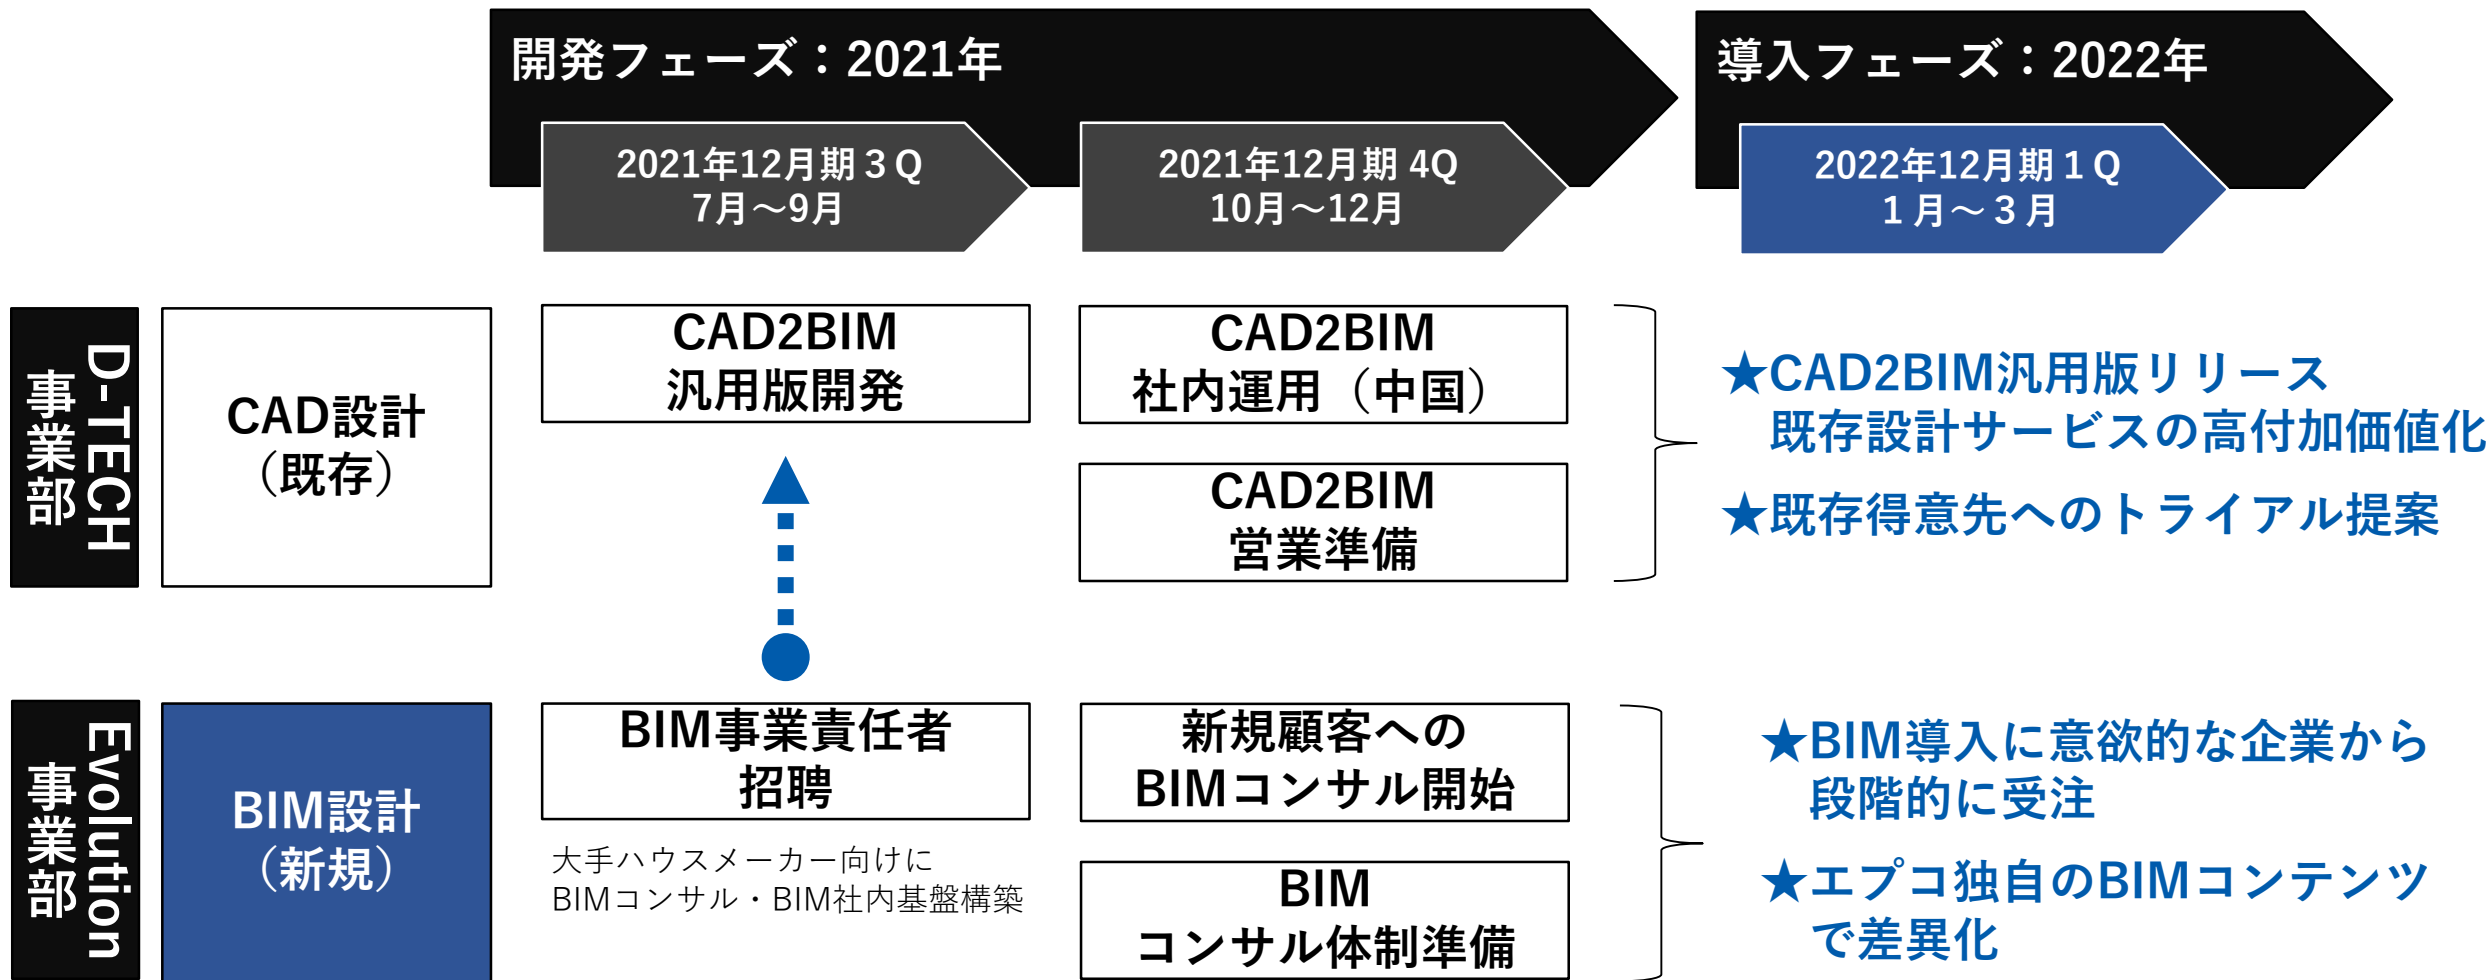 開発フェーズ：2021年
導入フェーズ：2022年
2021年12月期３Q
7月～9月
2021年12月期 4Q
10月～12月
2022年12月期１Q
１月～３月
D-TECH
事業部
CAD設計
（既存）
CAD2BIM
汎用版開発
CAD2BIM
社内運用（中国）
CAD2BIM
営業準備
★CAD2BIM汎用版リリース
既存設計サービスの高付加価値化
★既存得意先へのトライアル提案
Evolution
事業部
BIM設計
（新規）
BIM事業責任者
招聘
大手ハウスメーカー向けに
BIMコンサル・BIM社内基盤構築
新規顧客への
BIMコンサル開始
BIM
コンサル体制準備
★BIM導入に意欲的な企業から
段階的に受注
★エプコ独自のBIMコンテンツ
で差異化